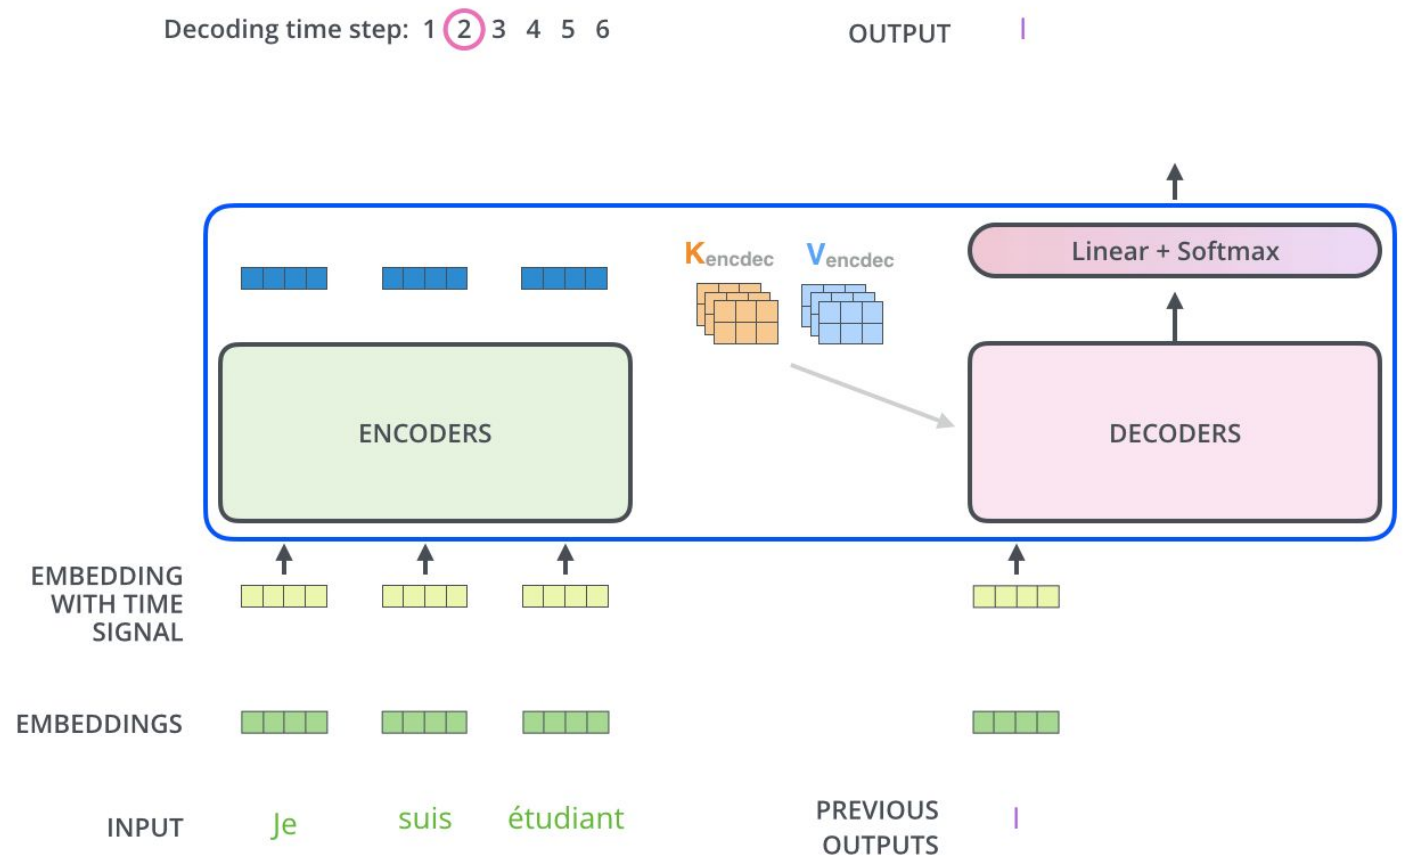 Decoding time step: 1 2 3 4 5 6
OUTPUT I
Kencdec Vencdec
Linear + Softmax
ENCODERS
DECODERS
EMBEDDING
WITH TIME
SIGNAL
EMBEDDINGS
INPUT Je suis étudiant
PREVIOUS
OUTPUTS
I